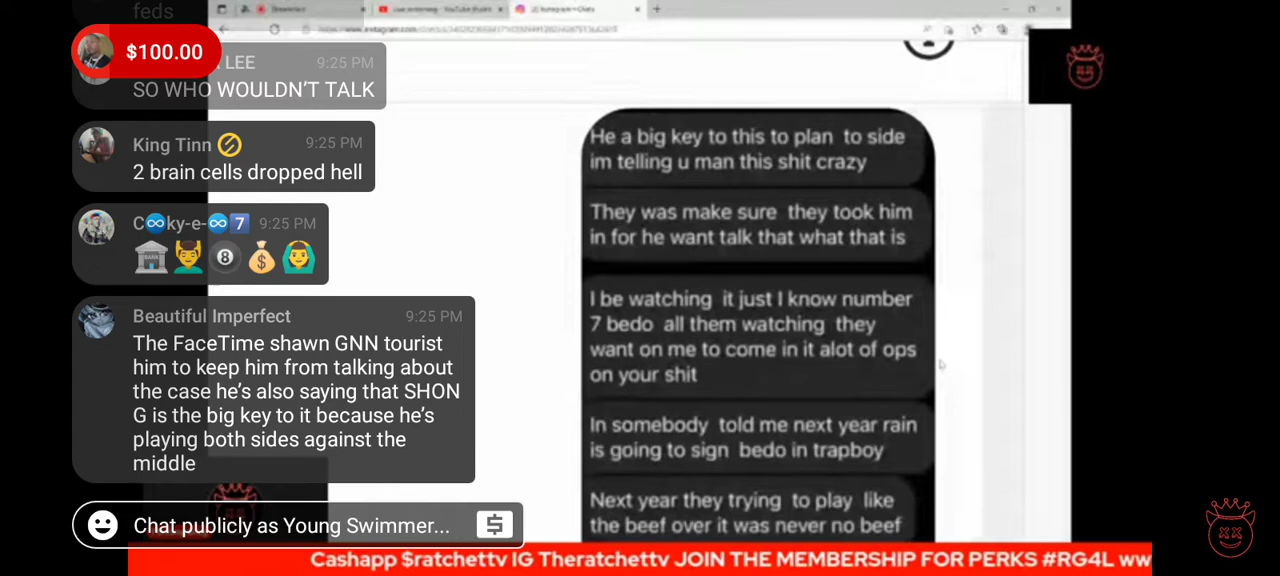 feds
$100.00
LEE
9:25 PM
SO WHO WOULDN'T TALK
King Tinn
9:25 PM
2 brain cells dropped hell
C♾️ky-e-♾️7️⃣
9:25 PM
🏦💆‍♂️🎱💰🙆‍♂️
Beautiful Imperfect
9:25 PM
The FaceTime shawn GNN tourist
him to keep him from talking about
the case he's also saying that SHON
G is the big key to it because he's
playing both sides against the
middle
Chat publicly as Young Swimmer...
He a big key to this to plan to side
im telling u man this shit crazy
They was make sure they took him
in for he want talk that what that is
I be watching it just I know number
7 bedo all them watching they
want on me to come in it alot of ops
on your shit
In somebody told me next year rain
is going to sign bedo in trapboy
Next year they trying to play like
the beef over it was never no beef
Cashapp $ratchettv IG Theratchettv JOIN THE MEMBERSHIP FOR PERKS #RG4L ww